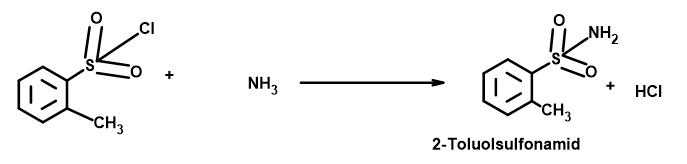 O
Cl
S
O
CH3
+
NH3
O
NH2
S
O
CH3
+
HCl
2-Toluolsulfonamid